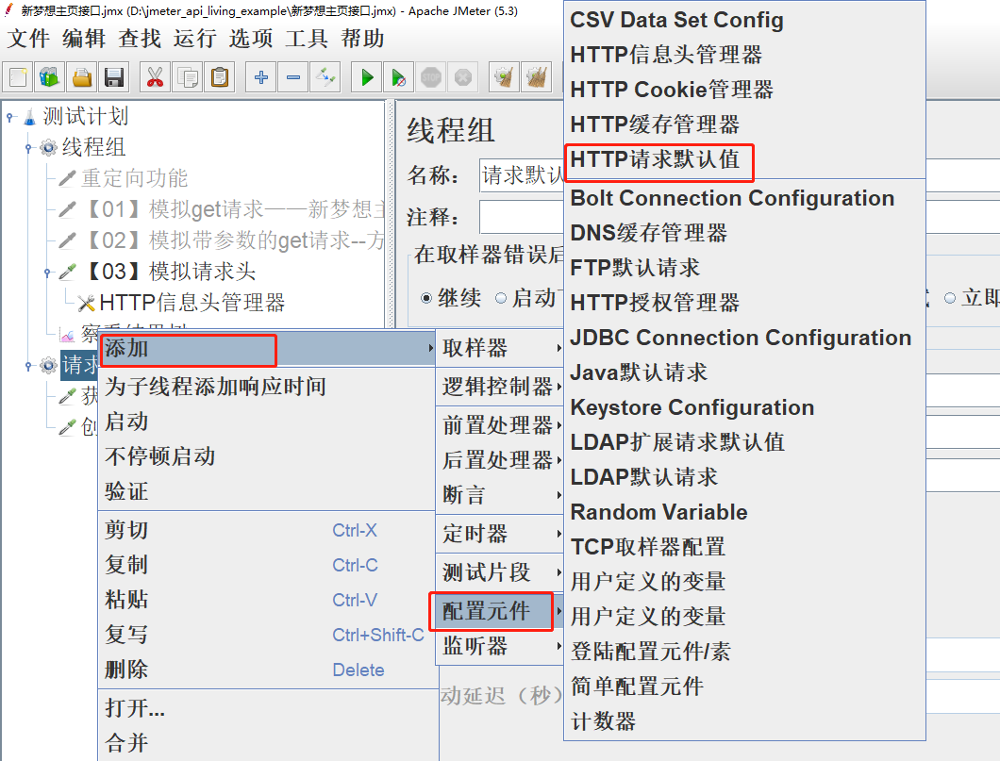 新梦想主页接口.jmx (D:\jmeter_api_living_example\新梦想主页接口.jmx) - Apache JMeter (5.3)
文件 编辑 查找 运行 选项 工具 帮助
测试计划
线程组
重定向功能
【01】模拟get请求——新梦想主
【02】模拟带参数的get请求--方
【03】模拟请求头
HTTP信息头管理器
察看结果树
请求
获
创
线程组
名称：
请求默认
注释：
在取样器错误后
继续
启动
立即
添加
为子线程添加响应时间
启动
不停顿启动
验证
剪切 Ctrl-X
复制 Ctrl-C
粘贴 Ctrl-V
复写 Ctrl+Shift-C
删除 Delete
打开...
合并
取样器
逻辑控制器
前置处理器
后置处理器
断言
定时器
测试片段
配置元件
监听器
动延迟（秒）
CSV Data Set Config
HTTP信息头管理器
HTTP Cookie管理器
HTTP缓存管理器
HTTP请求默认值
Bolt Connection Configuration
DNS缓存管理器
FTP默认请求
HTTP授权管理器
JDBC Connection Configuration
Java默认请求
Keystore Configuration
LDAP扩展请求默认值
LDAP默认请求
Random Variable
TCP取样器配置
用户定义的变量
用户定义的变量
登陆配置元件/素
简单配置元件
计数器